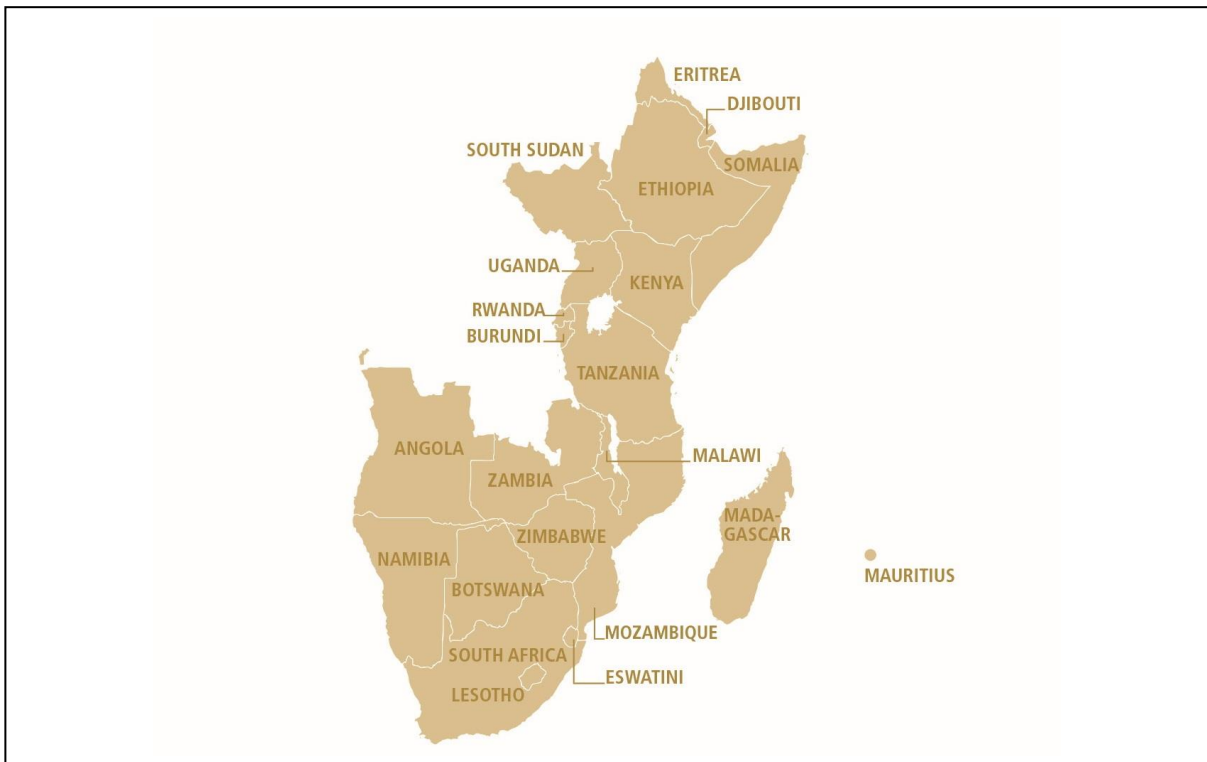 ERITREA
DJIBOUTI
SOUTH SUDAN
SOMALIA
ETHIOPIA
UGANDA
KENYA
RWANDA
BURUNDI
TANZANIA
ANGOLA
MALAWI
ZAMBIA
MADA-
GASCAR
ZIMBABWE
NAMIBIA
MAURITIUS
BOTSWANA
MOZAMBIQUE
SOUTH AFRICA
ESWATINI
LESOTHO